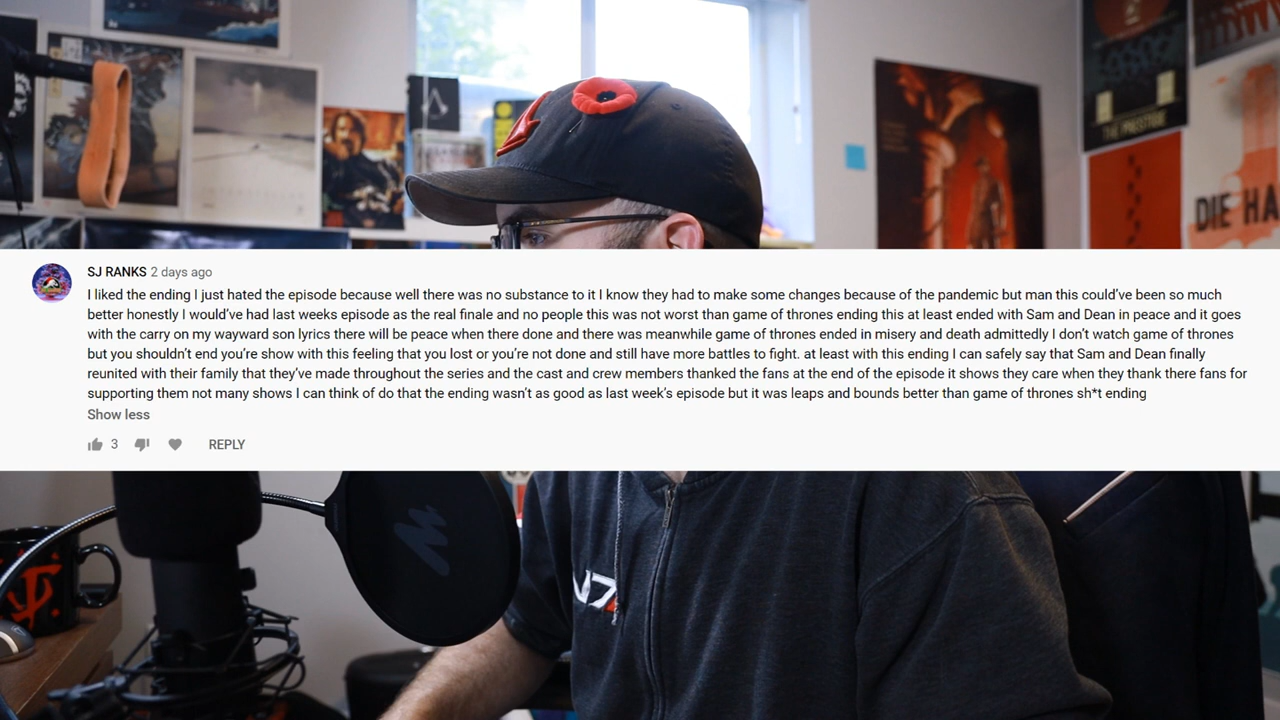 THE PRESTIGE
DIE HA
SJ RANKS 2 days ago
I liked the ending I just hated the episode because well there was no substance to it I know they had to make some changes because of the pandemic but man this could've been so much
better honestly I would've had last weeks episode as the real finale and no people this was not worst than game of thrones ending this at least ended with Sam and Dean in peace and it goes
with the carry on my wayward son lyrics there will be peace when there done and there was meanwhile game of thrones ended in misery and death admittedly I don't watch game of thrones
but you shouldn't end you're show with this feeling that you lost or you're not done and still have more battles to fight. at least with this ending I can safely say that Sam and Dean finally
reunited with their family that they've made throughout the series and the cast and crew members thanked the fans at the end of the episode it shows they care when they thank there fans for
supporting them not many shows I can think of do that the ending wasn't as good as last week's episode but it was leaps and bounds better than game of thrones sh*t ending
Show less
3
REPLY
N7